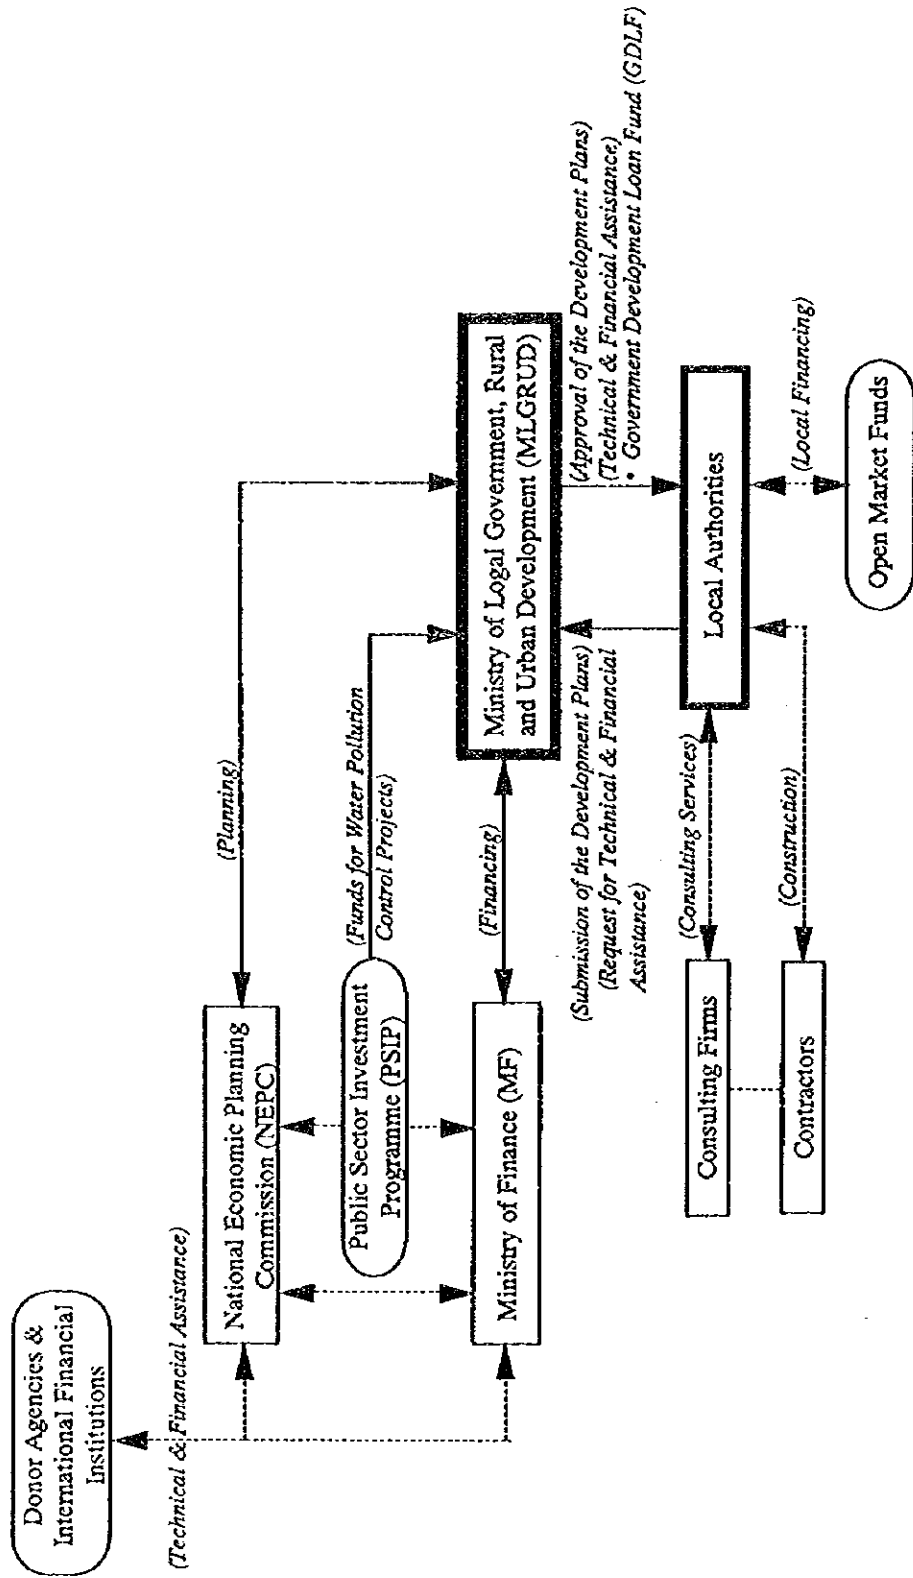 Donor Agencies &
International Financial
Institutions
(Technical & Financial Assistance)
National Economic Planning
Commission (NEPC)
(Planning)
Public Sector Investment
Programme (PSIP)
(Funds for Water Pollution
Control Projects)
Ministry of Finance (MF)
(Financing)
Ministry of Logal Government, Rural
and Urban Development (MLGRUD)
(Submission of the Development Plans)
(Request for Technical & Financial
Assistance)
(Approval of the Development Plans)
(Technical & Financial Assistance)
• Government Development Loan Fund (GDLF)
Consulting Firms
(Consulting Services)
Local Authorities
Contractors
(Construction)
(Local Financing)
Open Market Funds